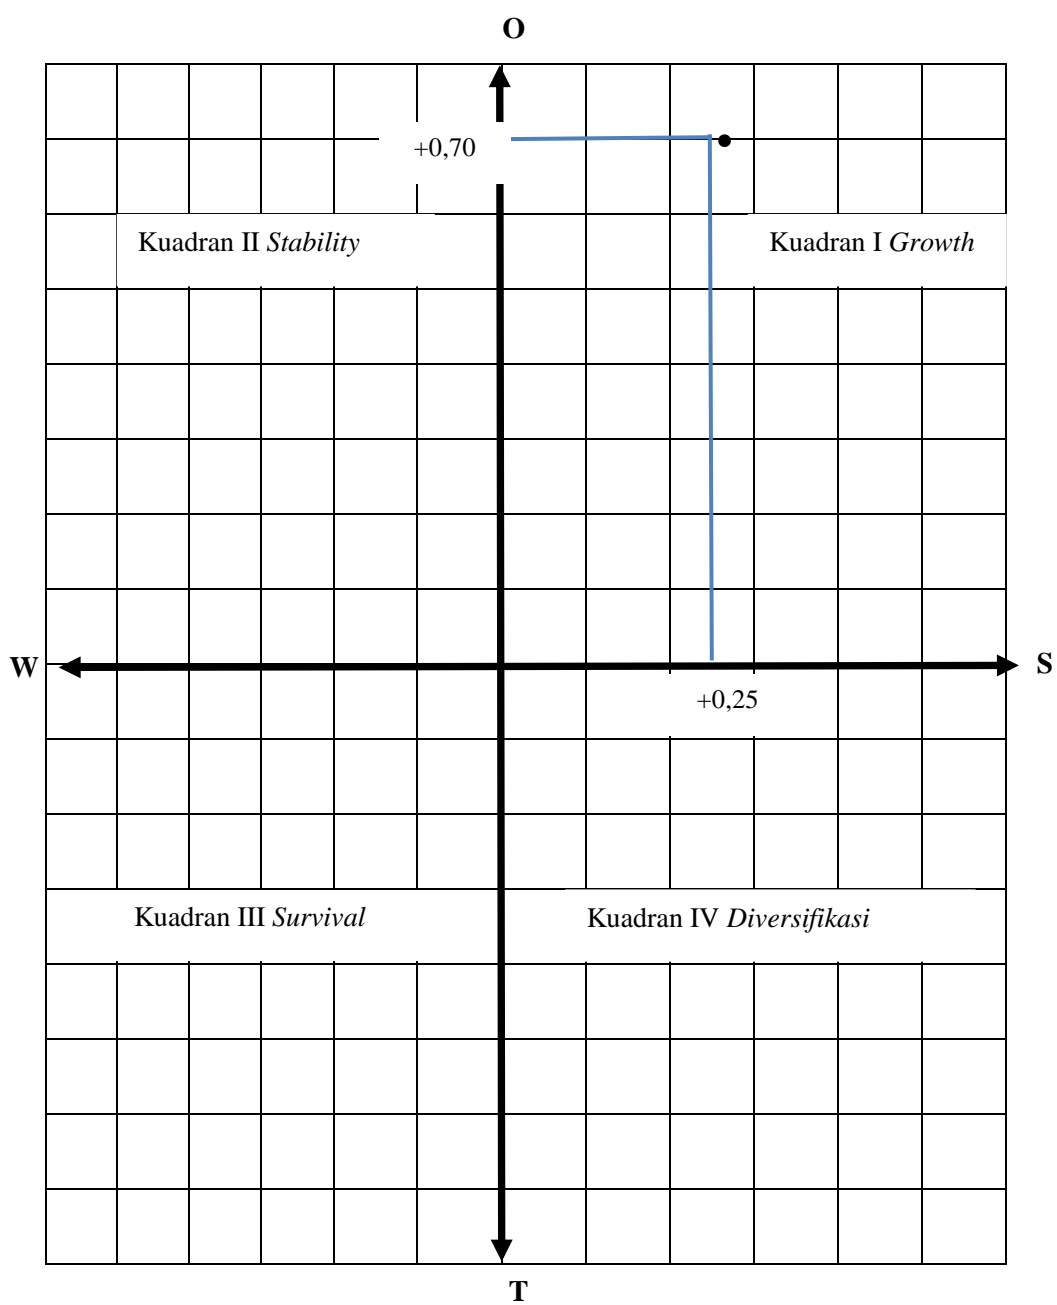 O
+0,70
Kuadran II Stability
Kuadran I Growth
W
S
+0,25
Kuadran III Survival
Kuadran IV Diversifikasi
T